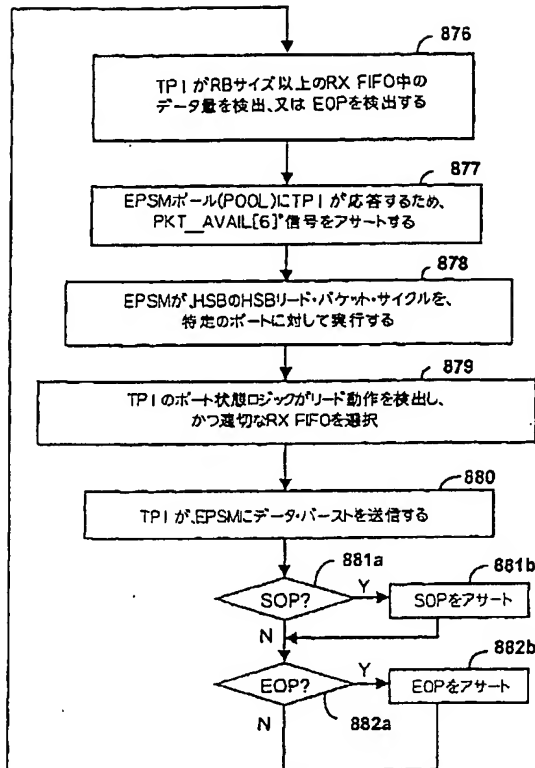 876
TPIがRBサイズ以上のRX FIFO中の
データ量を検出、又は EOPを検出する
877
EPSMポール(POOL)にTPIが応答するため、
PKT__AVAIL[6]*信号をアサートする
878
EPSMが、HSBのHSBリード・パケット・サイクルを、
特定のポートに対して実行する
879
TPIのポート状態ロジックがリード動作を検出し、
かつ適切なRX FIFOを選択
880
TPIが、EPSMにデータ・バーストを送信する
881a
881b
SOP?
Y
SOPをアサート
N
882b
EOP?
Y
EOPをアサート
882a
N